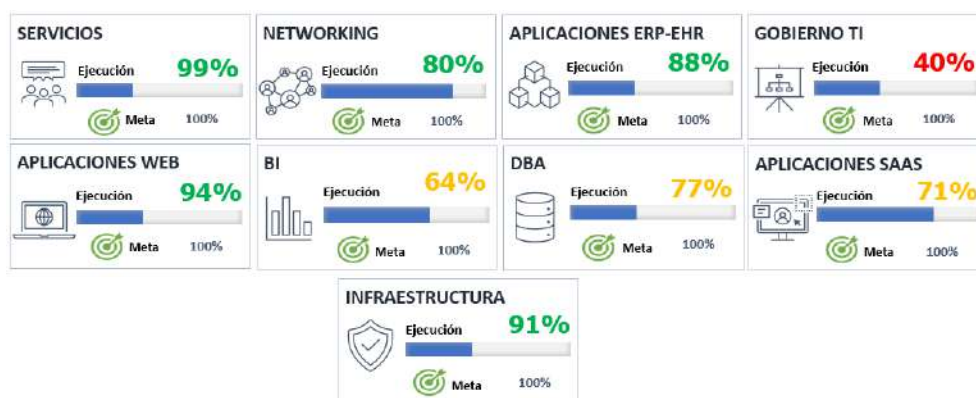 SERVICIOS
Ejecución 99%
Meta 100%
NETWORKING
Ejecución 80%
Meta 100%
APLICACIONES ERP-EHR
Ejecución 88%
Meta 100%
GOBIERNO TI
Ejecución 40%
Meta 100%
APLICACIONES WEB
Ejecución 94%
Meta 100%
BI
Ejecución 64%
Meta 100%
DBA
Ejecución 77%
Meta 100%
APLICACIONES SAAS
Ejecución 71%
Meta 100%
INFRAESTRUCTURA
Ejecución 91%
Meta 100%